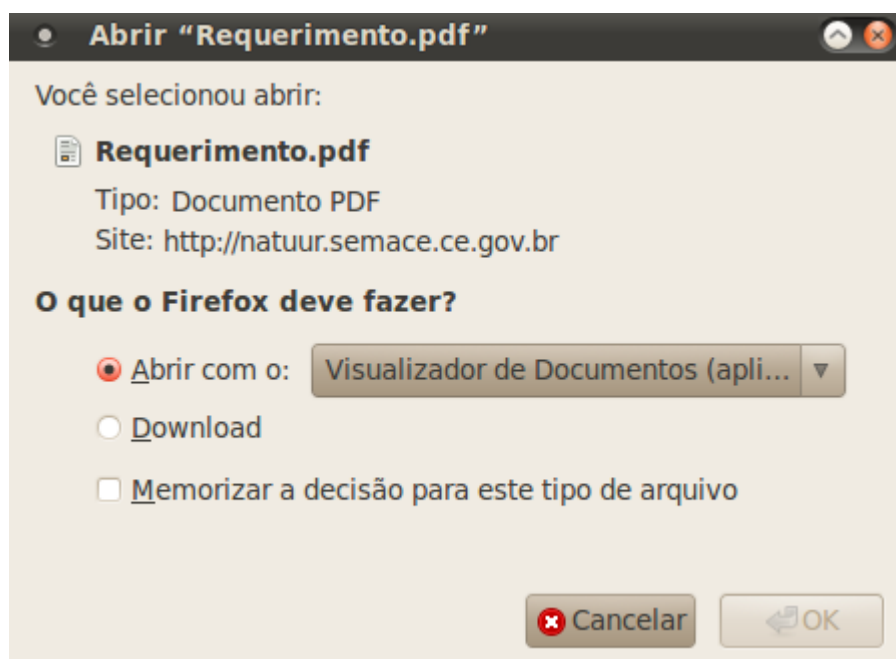 Abrir “Requerimento.pdf”
Você selecionou abrir:
Requerimento.pdf
Tipo: Documento PDF
Site: http://natuur.semace.ce.gov.br
O que o Firefox deve fazer?
Abrir com o: Visualizador de Documentos (apli...
Download
Memorizar a decisão para este tipo de arquivo
Cancelar OK